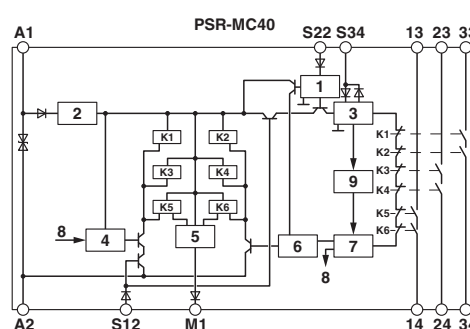 PSR-MC40
A1 S22 S34 13 23 33
1
2 3
K1 K2 K1
K2
K3 K4 K3
9 K4
K5 K6 K5
8 4 5 6 7 K6
8
A2 S12 M1 14 24 34